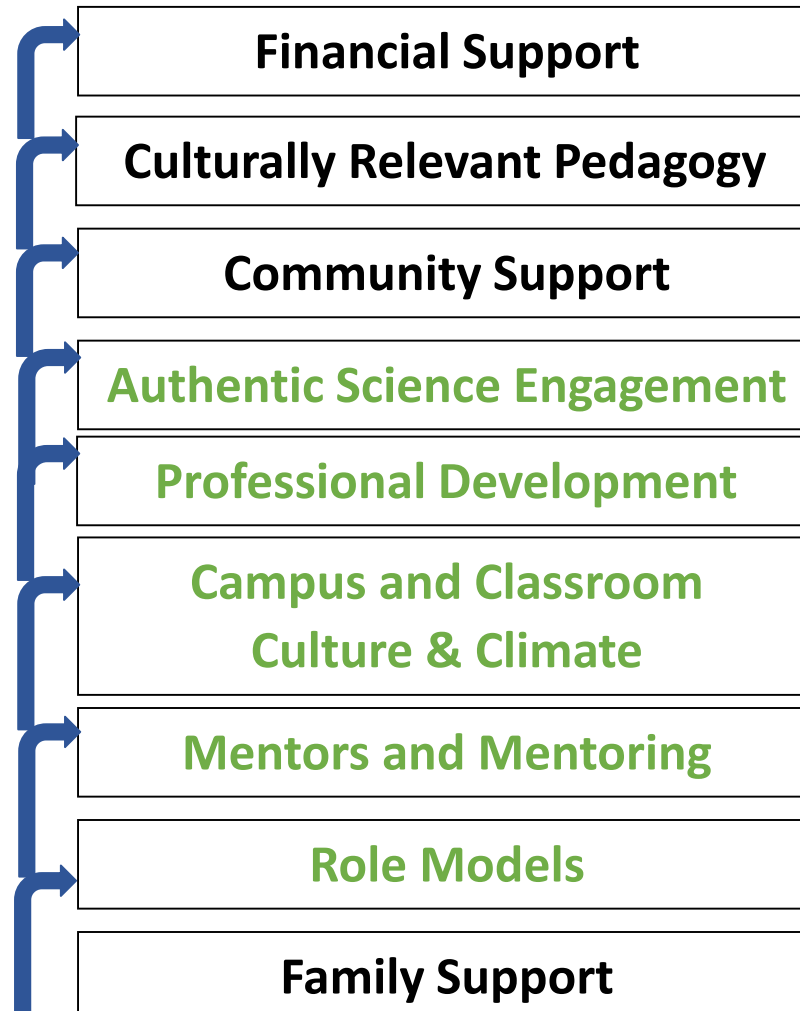 Financial Support
Culturally Relevant Pedagogy
Community Support
Authentic Science Engagement
Professional Development
Campus and Classroom
Culture & Climate
Mentors and Mentoring
Role Models
Family Support